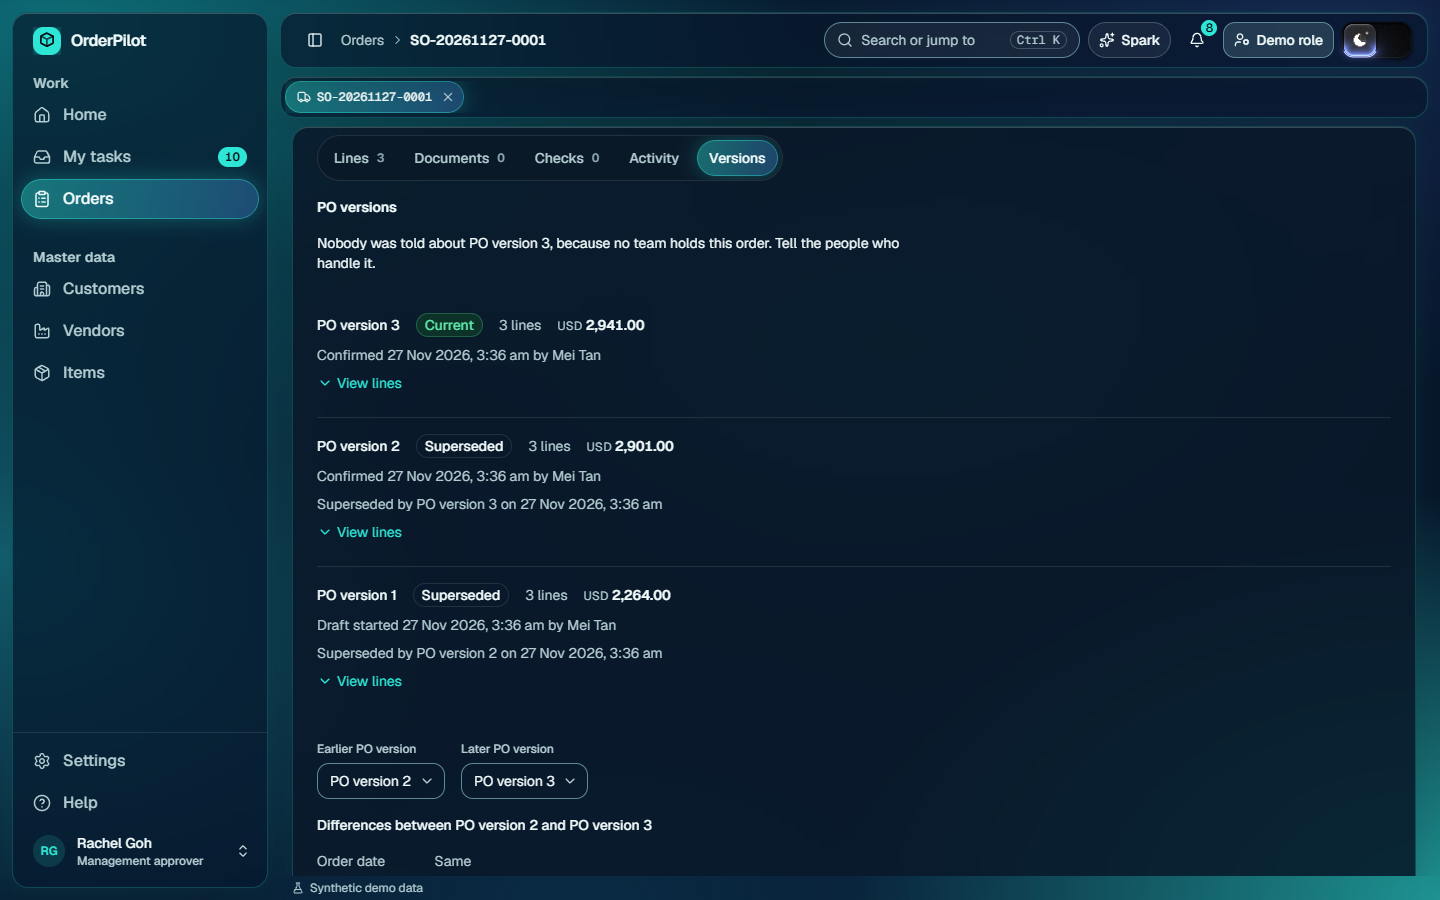 OrderPilot
Work
Home
My tasks 10
Orders
Master data
Customers
Vendors
Items
Settings
Help
RG
Rachel Goh
Management approver
Orders > SO-20261127-0001
Search or jump to Ctrl K
Spark
8
Demo role
SO-20261127-0001
Lines 3 Documents 0 Checks 0 Activity Versions
PO versions
Nobody was told about PO version 3, because no team holds this order. Tell the people who
handle it.
PO version 3 Current 3 lines USD 2,941.00
Confirmed 27 Nov 2026, 3:36 am by Mei Tan
View lines
PO version 2 Superseded 3 lines USD 2,901.00
Confirmed 27 Nov 2026, 3:36 am by Mei Tan
Superseded by PO version 3 on 27 Nov 2026, 3:36 am
View lines
PO version 1 Superseded 3 lines USD 2,264.00
Draft started 27 Nov 2026, 3:36 am by Mei Tan
Superseded by PO version 2 on 27 Nov 2026, 3:36 am
View lines
Earlier PO version Later PO version
PO version 2 PO version 3
Differences between PO version 2 and PO version 3
Order date Same
Synthetic demo data